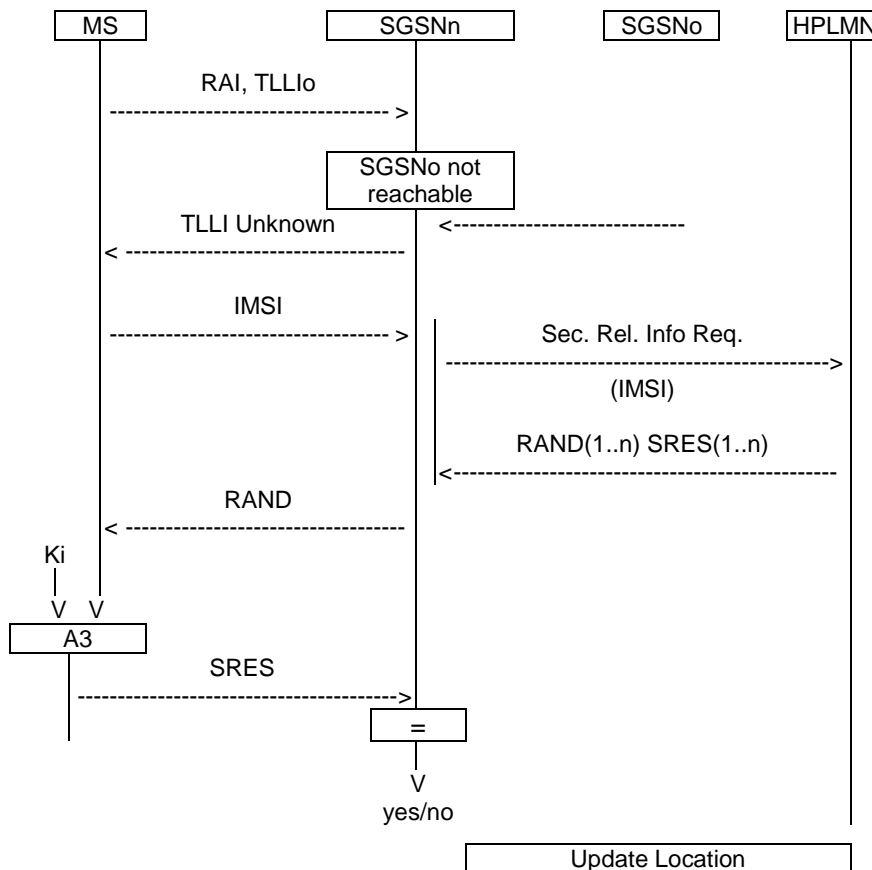 MS SGSNn SGSNo HPLMN
RAI, TLLIo
SGSNo not
reachable
TLLI Unknown
IMSI
Sec. Rel. Info Req.
(IMSI)
RAND(1..n) SRES(1..n)
RAND
Ki
V V
A3
SRES
=
V
yes/no
Update Location